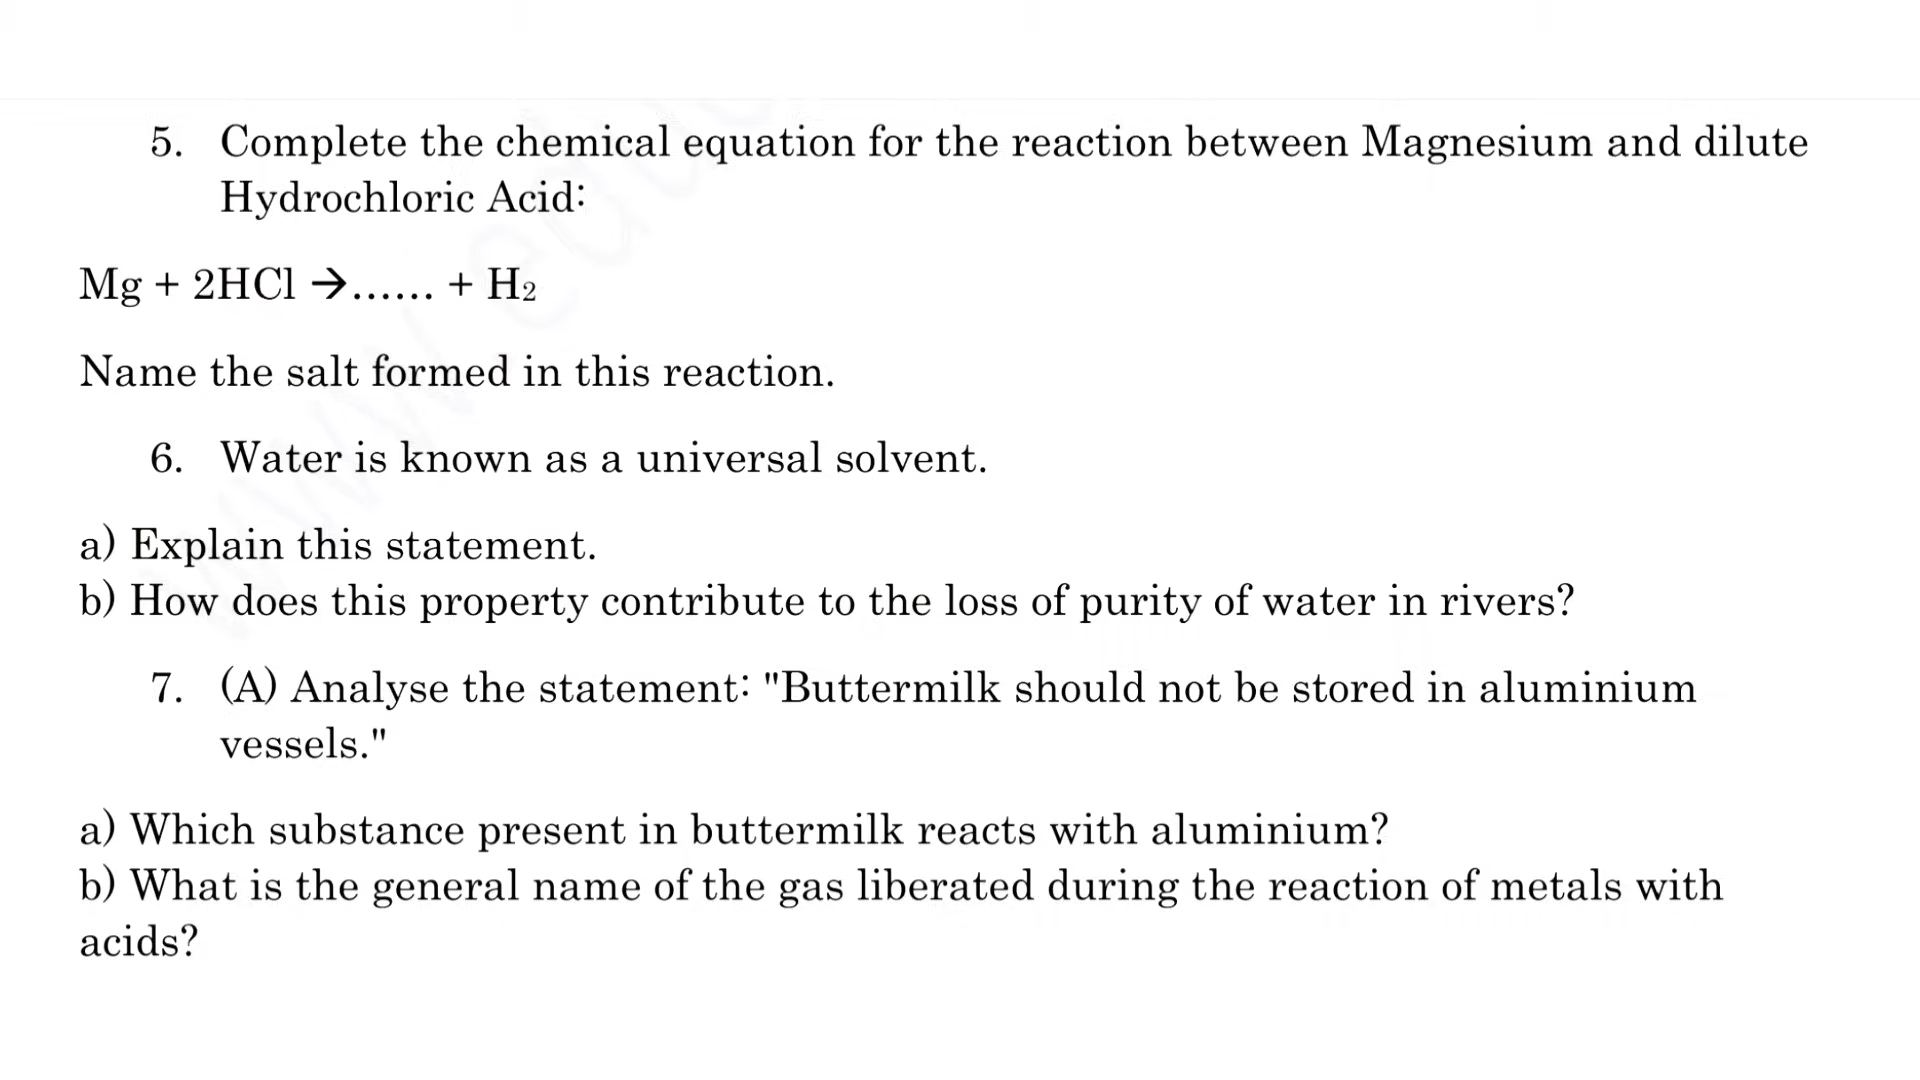 5. Complete the chemical equation for the reaction between Magnesium and dilute
Hydrochloric Acid:
Mg + 2HCl →...... + H₂
Name the salt formed in this reaction.
6. Water is known as a universal solvent.
a) Explain this statement.
b) How does this property contribute to the loss of purity of water in rivers?
7. (A) Analyse the statement: "Buttermilk should not be stored in aluminium
vessels."
a) Which substance present in buttermilk reacts with aluminium?
b) What is the general name of the gas liberated during the reaction of metals with
acids?